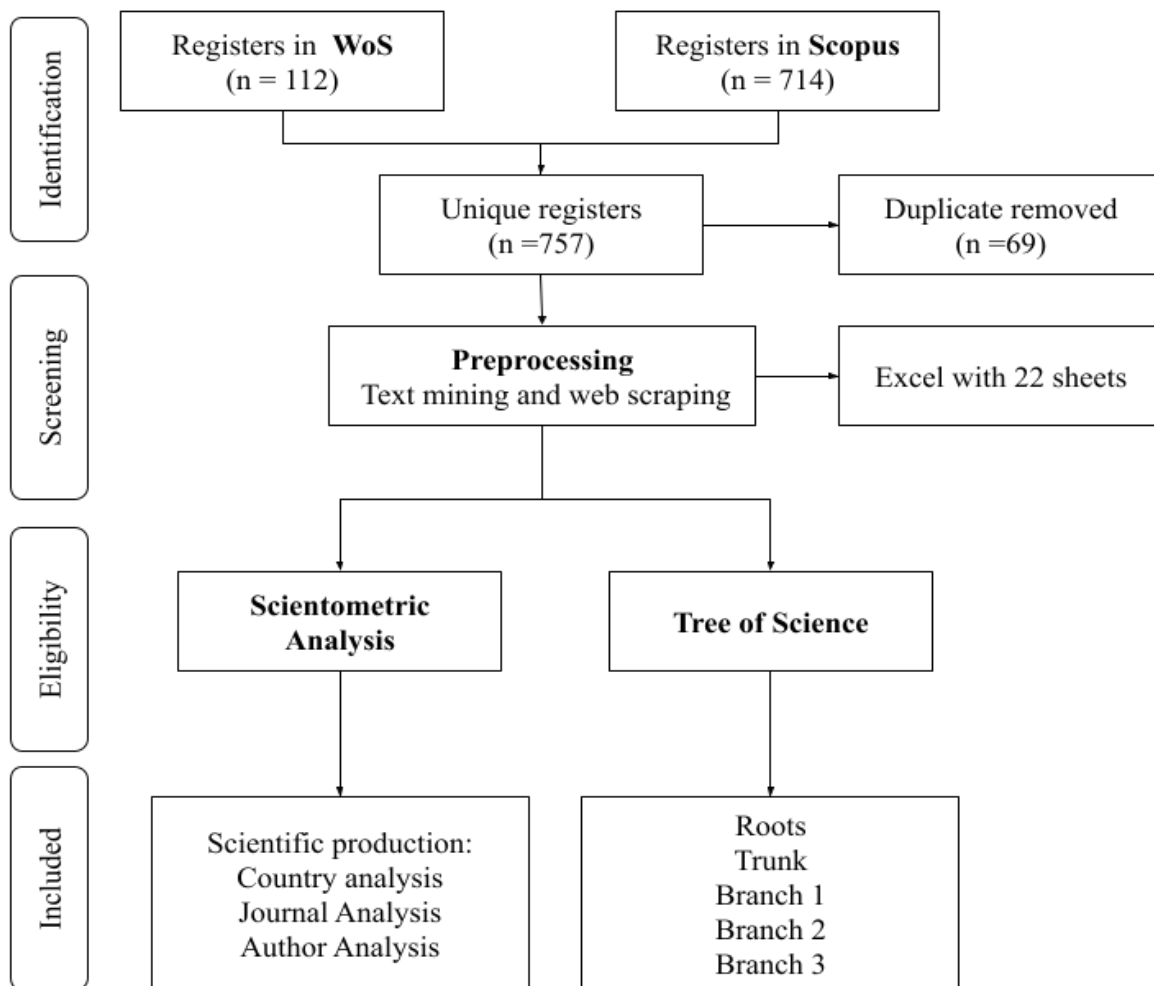 Identification
Registers in WoS
(n = 112)
Registers in Scopus
(n = 714)
Unique registers
(n =757)
Duplicate removed
(n =69)
Screening
Preprocessing
Text mining and web scraping
Excel with 22 sheets
Eligibility
Scientometric
Analysis
Tree of Science
Included
Scientific production:
Country analysis
Journal Analysis
Author Analysis
Roots
Trunk
Branch 1
Branch 2
Branch 3